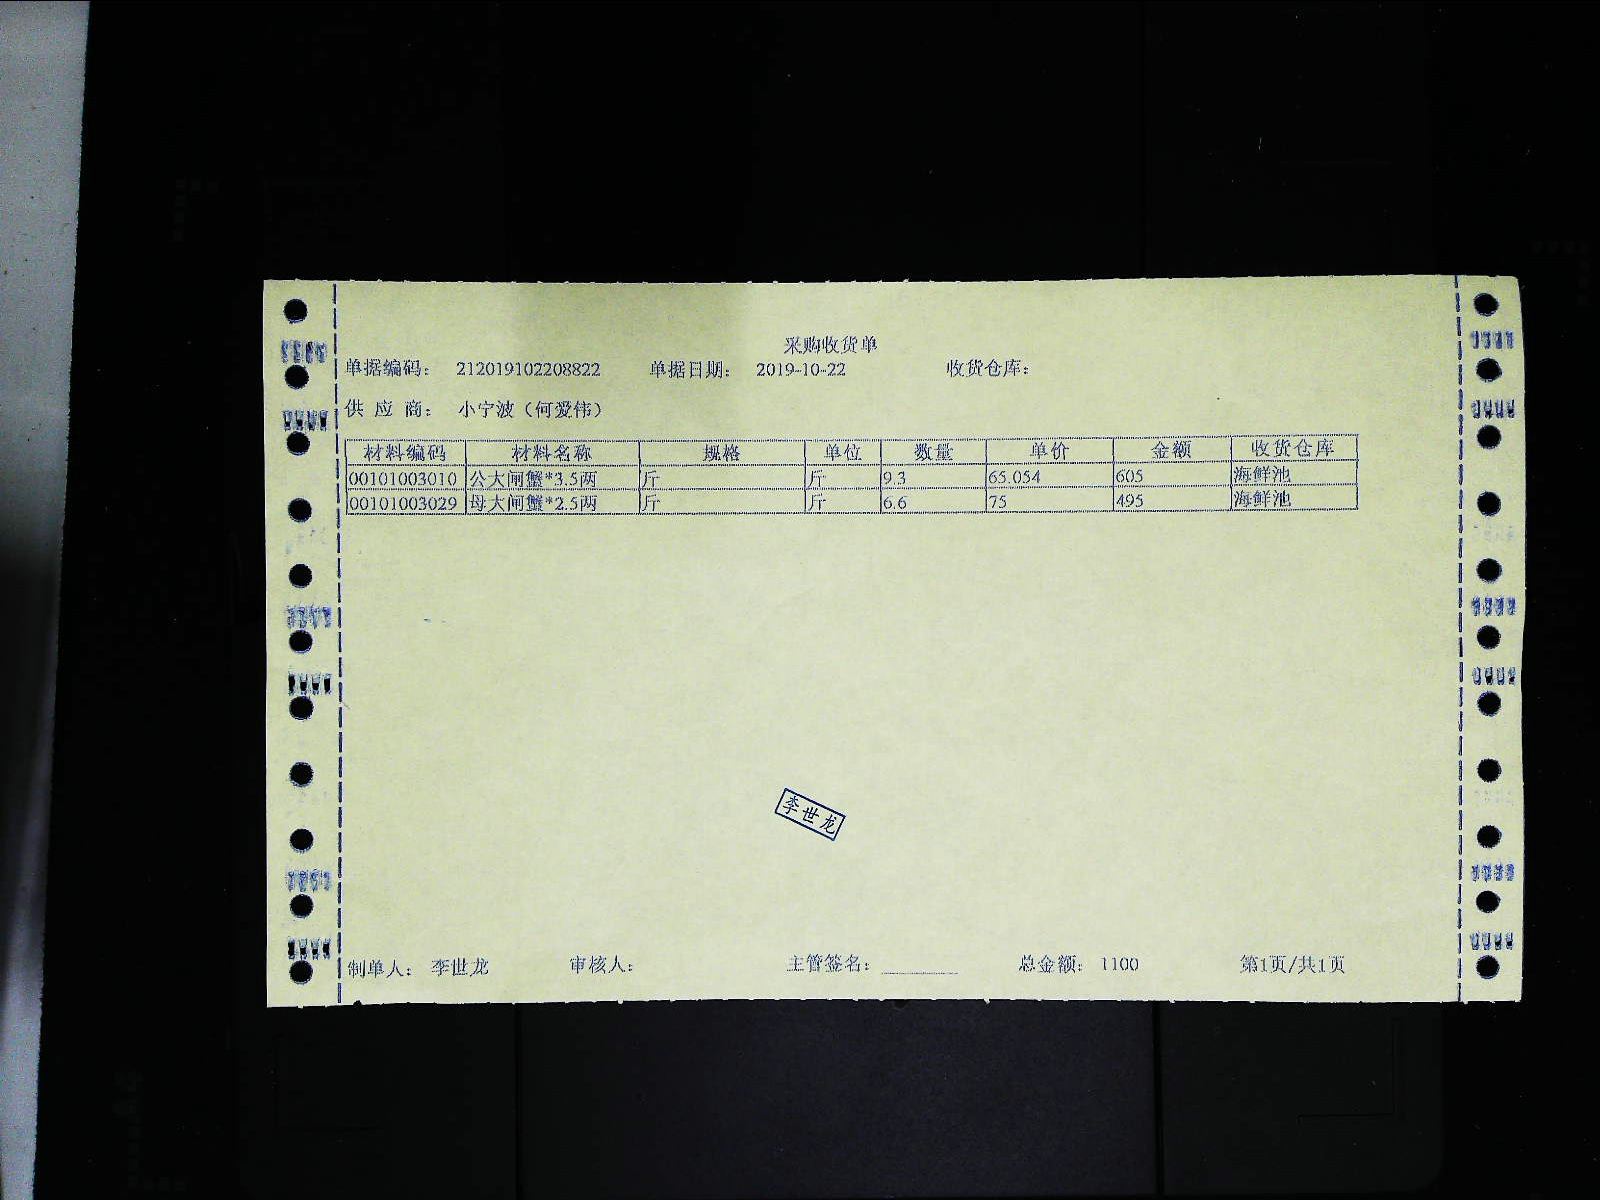 采购收货单
单据编码： 212019102208822 单据日期： 2019-10-22 收货仓库：
供 应 商： 小宁波（何爱伟）
材料编码 材料名称 规格 单位 数量 单价 金额 收货仓库
00101003010 公大闸蟹*3.5两 斤 斤 9.3 65.054 605 海鲜池
00101003029 母大闸蟹*2.5两 斤 斤 6.6 75 495 海鲜池
李世龙
制单人： 李世龙 审核人： 主管签名： 总金额： 1100 第1页/共1页